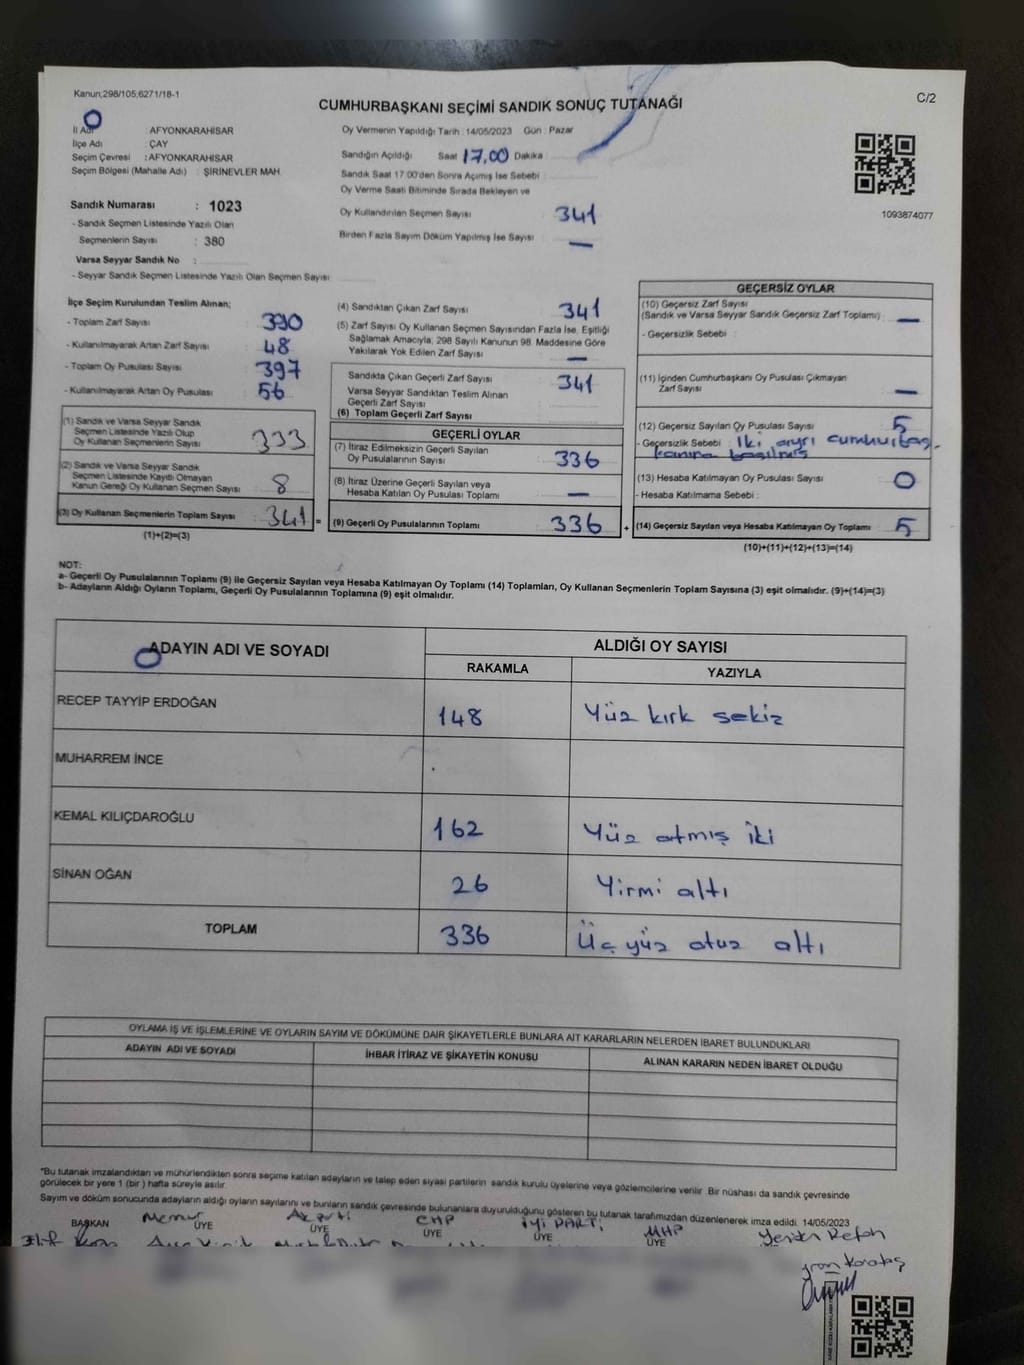 Kanun;298/105,6271/18-1
C/2
CUMHURBAŞKANI SEÇİMİ SANDIK SONUÇ TUTANAĞI
İl Adı : AFYONKARAHİSAR
İlçe Adı : ÇAY
Seçim Çevresi : AFYONKARAHİSAR
Seçim Bölgesi (Mahalle Adı) : ŞİRİNEVLER MAH
Sandık Numarası : 1023
- Sandık Seçmen Listesinde Yazılı Olan
Seçmenlerin Sayısı : 380
Varsa Seyyar Sandık No :
- Seyyar Sandık Seçmen Listesinde Yazılı Olan Seçmen Sayısı
Oy Vermenin Yapıldığı Tarih : 14/05/2023 Gün : Pazar
Sandığın Açıldığı Saat 17.00 Dakika
Sandık Saat 17.00'den Sonra Açımış İse Sebebi
Oy Verme Saati Bitiminde Sırada Bekleyen ve
Oy Kullandırılan Seçmen Sayısı 341
Birden Fazla Sayım Döküm Yapılmış İse Sayısı —
1093874077
İlçe Seçim Kurulundan Teslim Alınan;
- Toplam Zarf Sayısı : 390
- Kullanılmayarak Artan Zarf Sayısı : 48
- Toplam Oy Pusulası Sayısı : 397
- Kullanılmayarak Artan Oy Pusulası : 56
(1) Sandık ve Varsa Seyyar Sandık
Seçmen Listesinde Yazılı Olup
Oy Kullanan Seçmenlerin Sayısı 333
(2) Sandık ve Varsa Seyyar Sandık
Seçmen Listesinde Kayıtlı Olmayan
Kanun Gereği Oy Kullanan Seçmen Sayısı 8
(3) Oy Kullanan Seçmenlerin Toplam Sayısı 341 =
(1)+(2)=(3)
(4) Sandıktan Çıkan Zarf Sayısı 341
(5) Zarf Sayısı Oy Kullanan Seçmen Sayısından Fazla İse, Eşitliği
Sağlamak Amacıyla, 298 Sayılı Kanunun 98. Maddesine Göre
Yakılarak Yok Edilen Zarf Sayısı —
Sandıkta Çıkan Geçerli Zarf Sayısı 341
Varsa Seyyar Sandıktan Teslim Alınan
Geçerli Zarf Sayısı
(6) Toplam Geçerli Zarf Sayısı
GEÇERLİ OYLAR
(7) İtiraz Edilmeksizin Geçerli Sayılan
Oy Pusulalarının Sayısı 336
(8) İtiraz Üzerine Geçerli Sayılan veya
Hesaba Katılan Oy Pusulası Toplamı —
(9) Geçerli Oy Pusulalarının Toplamı 336 +
GEÇERSİZ OYLAR
(10) Geçersiz Zarf Sayısı
(Sandık ve Varsa Seyyar Sandık Geçersiz Zarf Toplamı) —
- Geçersizlik Sebebi :
(11) İçinden Cumhurbaşkanı Oy Pusulası Çıkmayan
Zarf Sayısı —
(12) Geçersiz Sayılan Oy Pusulası Sayısı 5
- Geçersizlik Sebebi : İki ayrı cumhurbaş.
kanına basılmış
(13) Hesaba Katılmayan Oy Pusulası Sayısı 0
- Hesaba Katılmama Sebebi :
(14) Geçersiz Sayılan veya Hesaba Katılmayan Oy Toplamı 5
(10)+(11)+(12)+(13)=(14)
NOT:
a- Geçerli Oy Pusulalarının Toplamı (9) ile Geçersiz Sayılan veya Hesaba Katılmayan Oy Toplamı (14) Toplamları, Oy Kullanan Seçmenlerin Toplam Sayısına (3) eşit olmalıdır. (9)+(14)=(3)
b- Adayların Aldığı Oyların Toplamı, Geçerli Oy Pusulalarının Toplamına (9) eşit olmalıdır.
ADAYIN ADI VE SOYADI ALDIĞI OY SAYISI
RAKAMLA YAZIYLA
RECEP TAYYİP ERDOĞAN 148 Yüz kırk sekiz
MUHARREM İNCE
KEMAL KILIÇDAROĞLU 162 Yüz atmış iki
SİNAN OĞAN 26 Yirmi altı
TOPLAM 336 Üç yüz otuz altı
OYLAMA İŞ VE İŞLEMLERİNE VE OYLARIN SAYIM VE DÖKÜMÜNE DAİR ŞİKAYETLERLE BUNLARA AİT KARARLARIN NELERDEN İBARET BULUNDUKLARI
ADAYIN ADI VE SOYADI İHBAR İTİRAZ VE ŞİKAYETİN KONUSU ALINAN KARARIN NEDEN İBARET OLDUĞU
*Bu tutanak imzalandıktan ve mühürlendikten sonra seçime katılan adayların ve talep eden siyasi partilerin sandık kurulu üyelerine veya gözlemcilerine verilir. Bir nüshası da sandık çevresinde
görülecek bir yere 1 (bir) hafta süreyle asılır.
Sayım ve döküm sonucunda adayların aldığı oyların sayılarını ve bunların sandık çevresinde bulunanlara duyurulduğunu gösteren bu tutanak tarafımızdan düzenlenerek imza edildi. 14/05/2023
Memur Ak parti CHP İYİ PARTİ MHP Yeniden Refah
BAŞKAN ÜYE ÜYE ÜYE ÜYE ÜYE